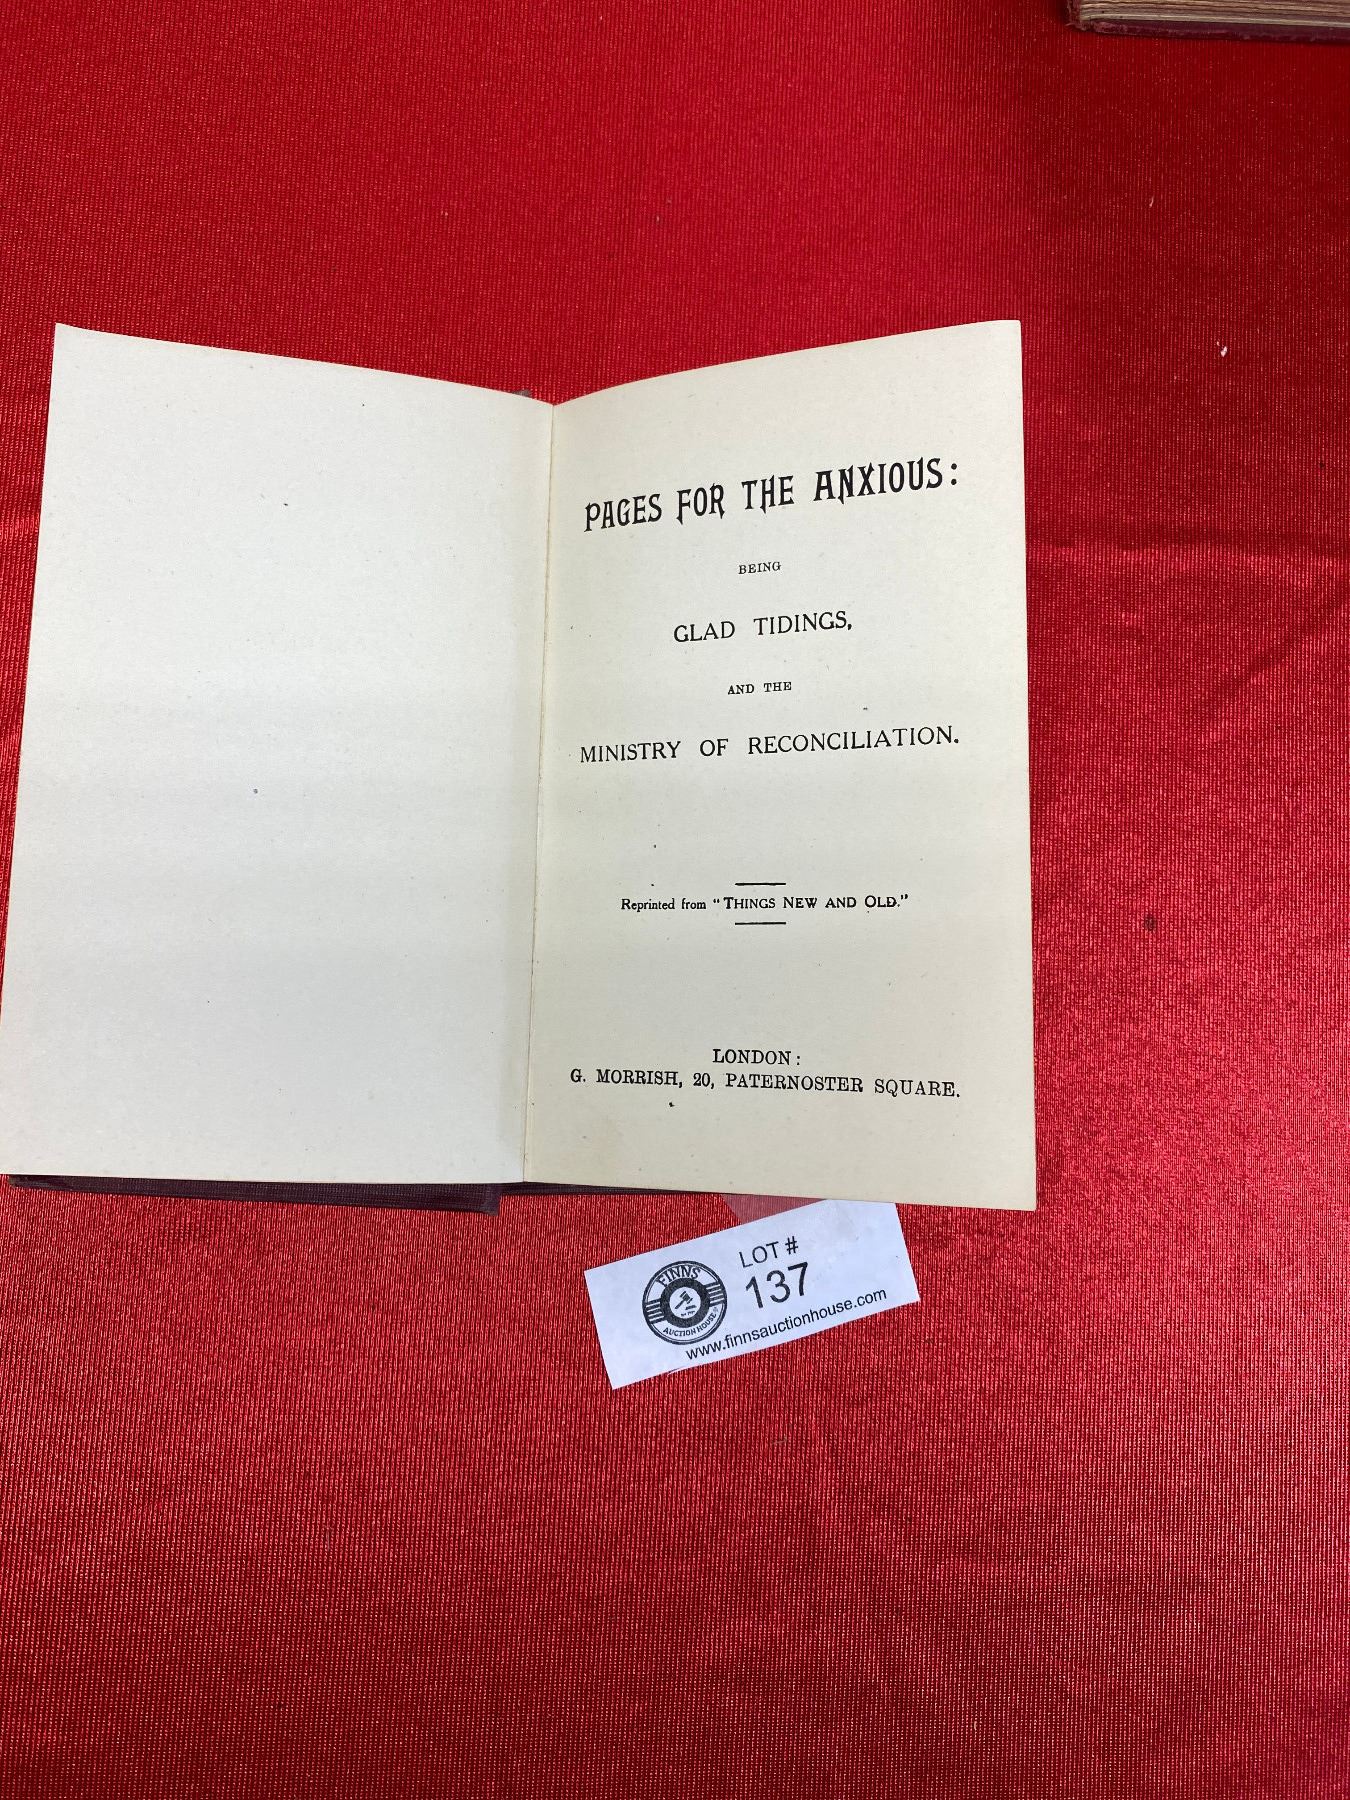 PAGES FOR THE ANXIOUS:
BEING
GLAD TIDINGS,
AND THE
MINISTRY OF RECONCILIATION.
Reprinted from "THINGS NEW AND OLD."
LONDON:
G. MORRISH, 20, PATERNOSTER SQUARE.
FINNS
AUCTION HOUSE
LOT #
137
www.finnsauctionhouse.com